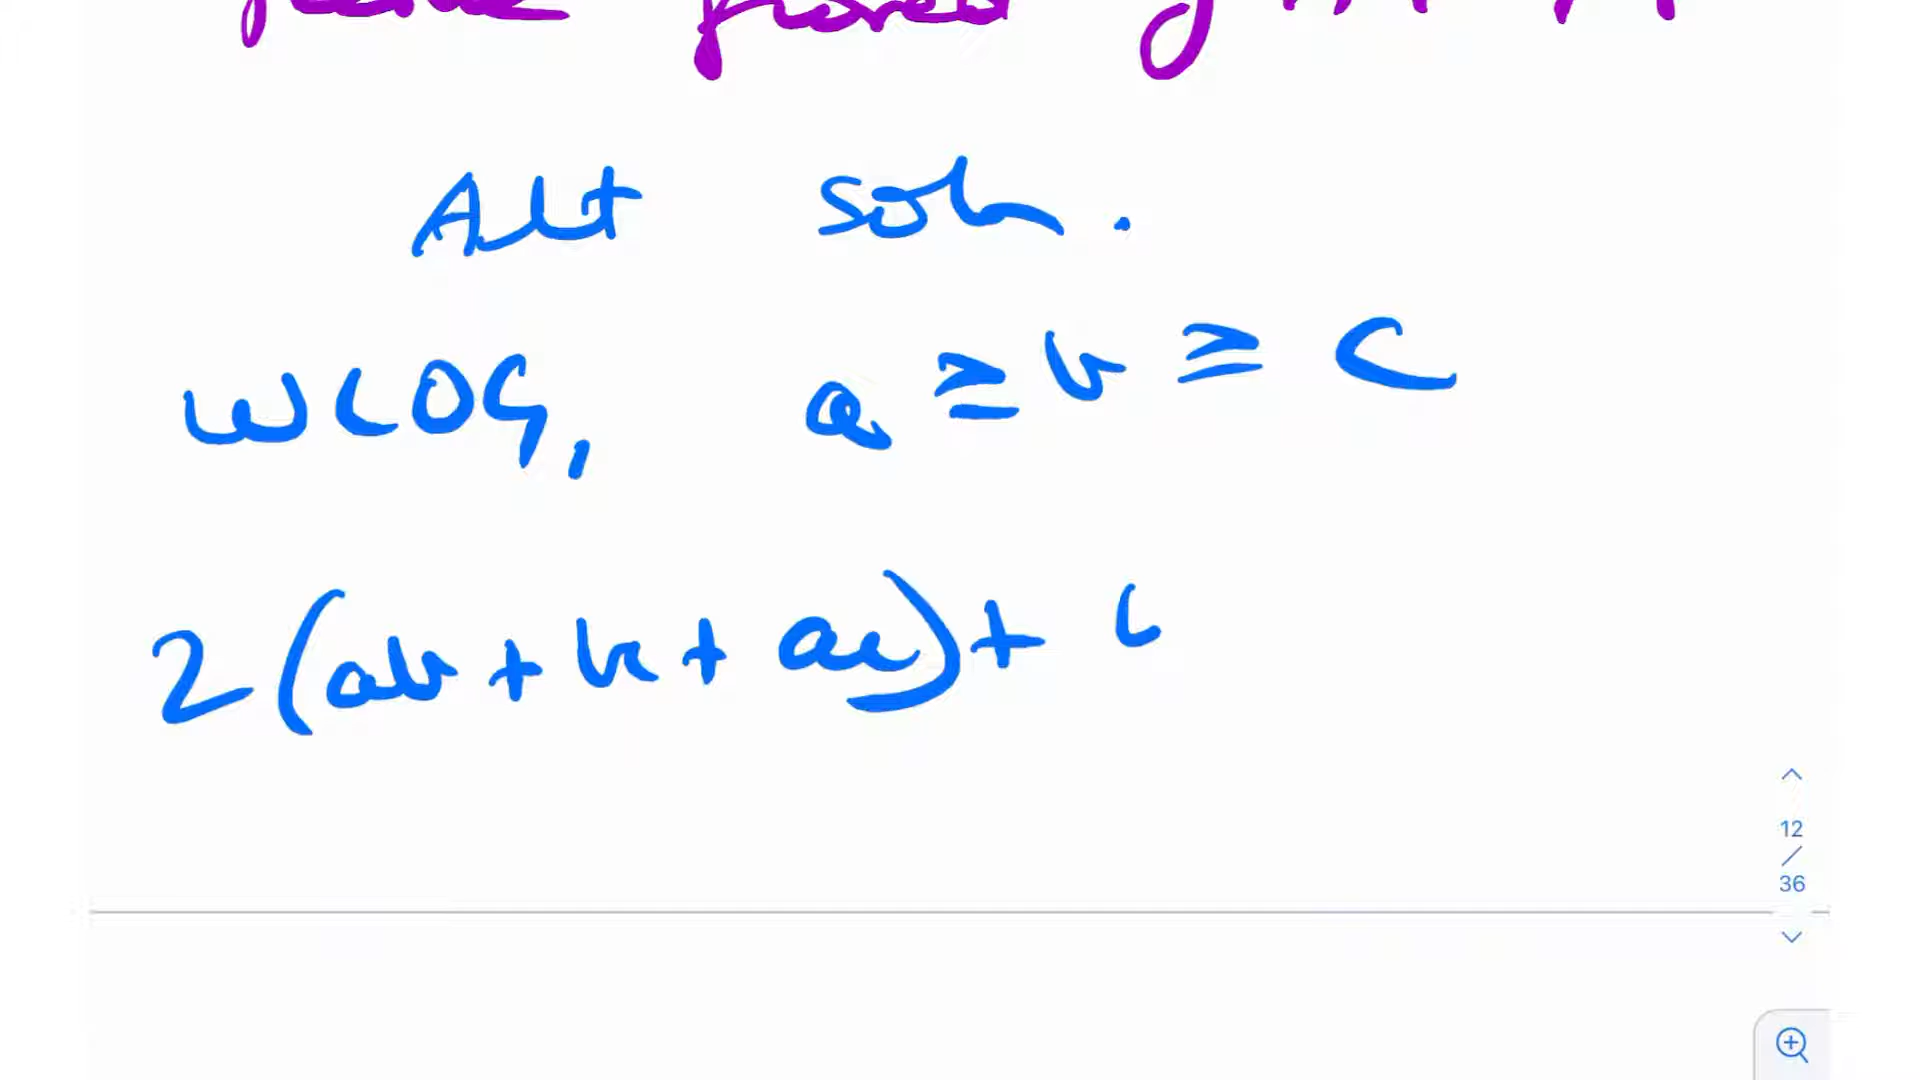 Alt soln.
WLOG, a ≥ b ≥ c
2(ab + bc + ac) +
12
/
36